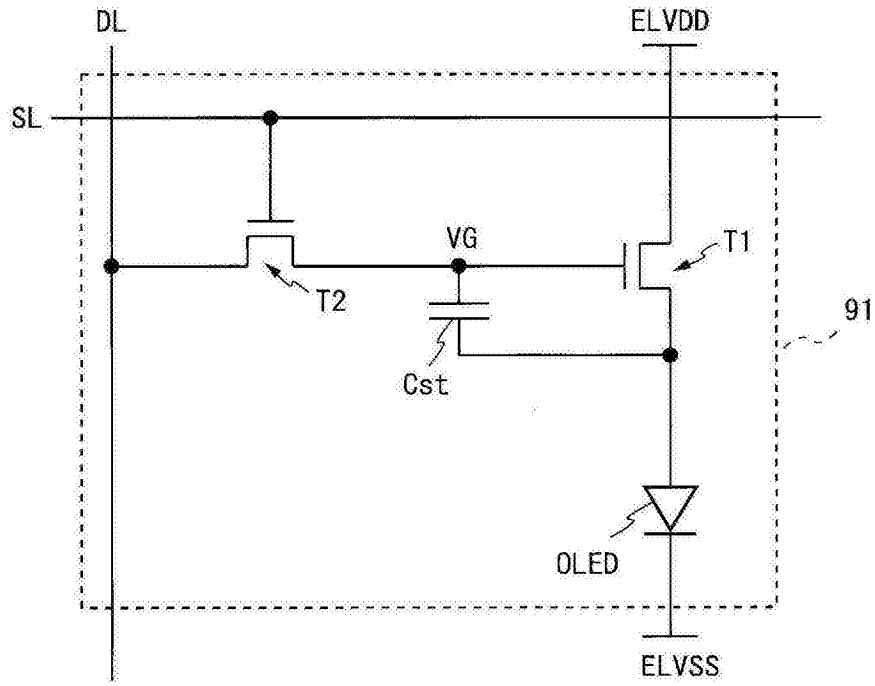 DL
ELVDD
SL
VG
T1
T2
91
Cst
OLED
ELVSS